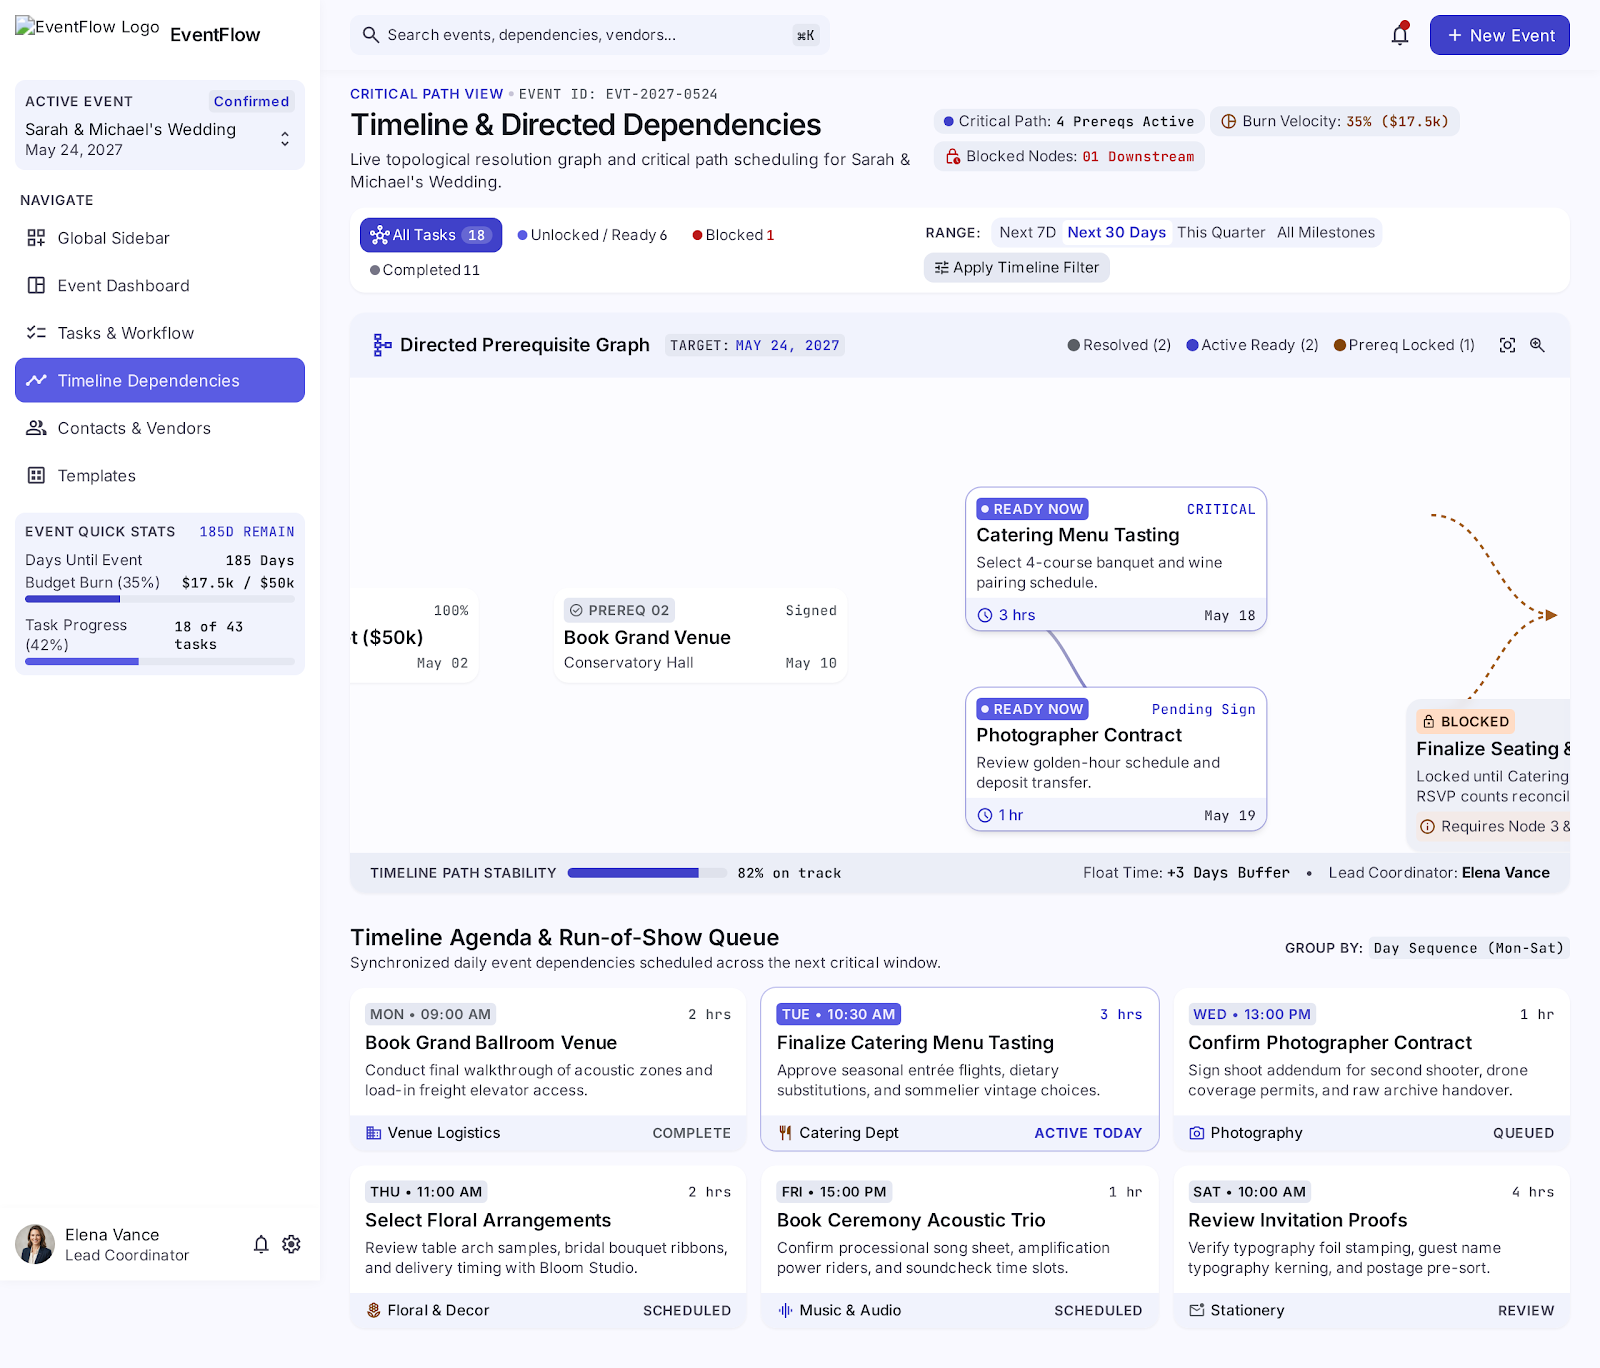 EventFlow Logo
EventFlow
Search events, dependencies, vendors...
⌘K
New Event
ACTIVE EVENT
Confirmed
Sarah & Michael's Wedding
May 24, 2027
NAVIGATE
Global Sidebar
Event Dashboard
Tasks & Workflow
Timeline Dependencies
Contacts & Vendors
Templates
EVENT QUICK STATS
185D REMAIN
Days Until Event
185 Days
Budget Burn (35%)
$17.5k / $50k
Task Progress
(42%)
18 of 43
tasks
Elena Vance
Lead Coordinator
CRITICAL PATH VIEW • EVENT ID: EVT-2027-0524
Timeline & Directed Dependencies
Live topological resolution graph and critical path scheduling for Sarah &
Michael's Wedding.
Critical Path: 4 Prereqs Active
Burn Velocity: 35% ($17.5k)
Blocked Nodes: 01 Downstream
All Tasks 18
Unlocked / Ready 6
Blocked 1
Completed 11
RANGE:
Next 7D
Next 30 Days
This Quarter
All Milestones
Apply Timeline Filter
Directed Prerequisite Graph
TARGET: MAY 24, 2027
Resolved (2)
Active Ready (2)
Prereq Locked (1)
100%
t ($50k)
May 02
PREREQ 02
Signed
Book Grand Venue
Conservatory Hall
May 10
READY NOW
CRITICAL
Catering Menu Tasting
Select 4-course banquet and wine
pairing schedule.
3 hrs
May 18
READY NOW
Pending Sign
Photographer Contract
Review golden-hour schedule and
deposit transfer.
1 hr
May 19
BLOCKED
Finalize Seating &
Locked until Catering
RSVP counts reconcil
Requires Node 3 &
TIMELINE PATH STABILITY
82% on track
Float Time: +3 Days Buffer • Lead Coordinator: Elena Vance
Timeline Agenda & Run-of-Show Queue
Synchronized daily event dependencies scheduled across the next critical window.
GROUP BY: Day Sequence (Mon-Sat)
MON • 09:00 AM
2 hrs
Book Grand Ballroom Venue
Conduct final walkthrough of acoustic zones and
load-in freight elevator access.
Venue Logistics
COMPLETE
TUE • 10:30 AM
3 hrs
Finalize Catering Menu Tasting
Approve seasonal entrée flights, dietary
substitutions, and sommelier vintage choices.
Catering Dept
ACTIVE TODAY
WED • 13:00 PM
1 hr
Confirm Photographer Contract
Sign shoot addendum for second shooter, drone
coverage permits, and raw archive handover.
Photography
QUEUED
THU • 11:00 AM
2 hrs
Select Floral Arrangements
Review table arch samples, bridal bouquet ribbons,
and delivery timing with Bloom Studio.
Floral & Decor
SCHEDULED
FRI • 15:00 PM
1 hr
Book Ceremony Acoustic Trio
Confirm processional song sheet, amplification
power riders, and soundcheck time slots.
Music & Audio
SCHEDULED
SAT • 10:00 AM
4 hrs
Review Invitation Proofs
Verify typography foil stamping, guest name
typography kerning, and postage pre-sort.
Stationery
REVIEW